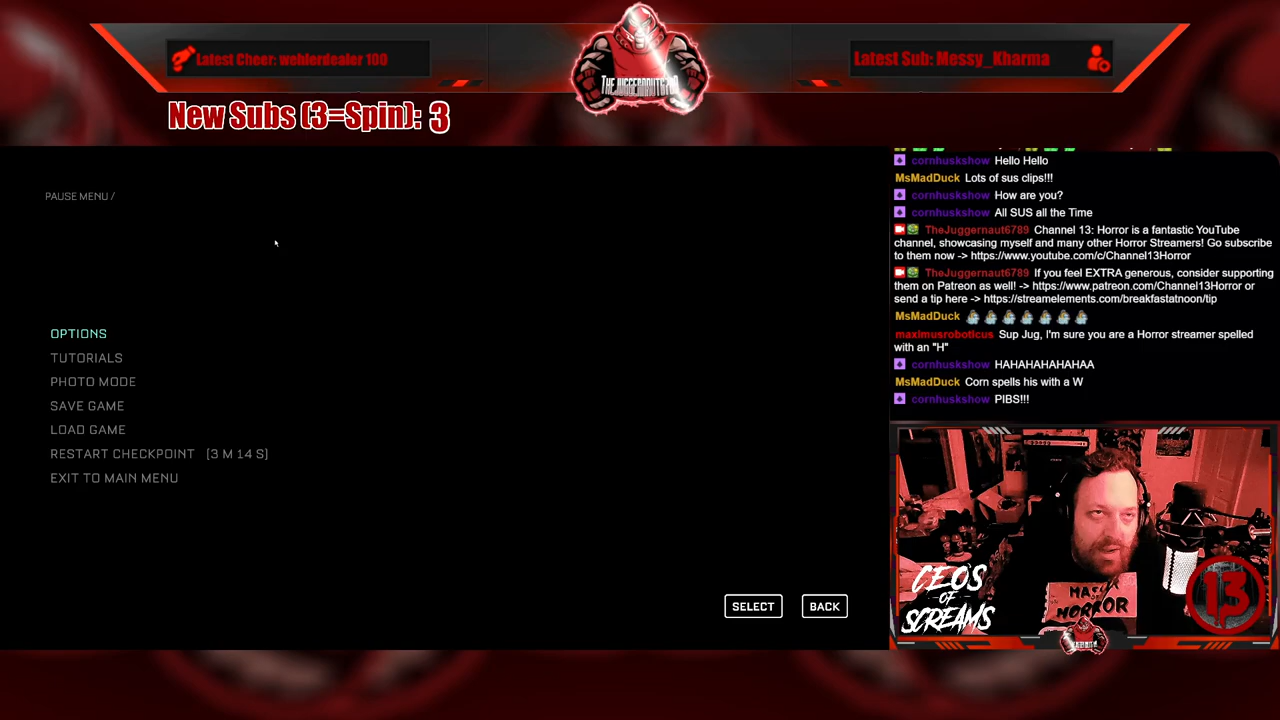 Latest Cheer: wehlerdealer 100
THEJUGGERNAUT6789
Latest Sub: Messy_Kharma
New Subs (3=Spin): 3
PAUSE MENU /
OPTIONS
TUTORIALS
PHOTO MODE
SAVE GAME
LOAD GAME
RESTART CHECKPOINT (3 M 14 S)
EXIT TO MAIN MENU
SELECT
BACK
cornhuskshow Hello Hello
MsMadDuck Lots of sus clips!!!
cornhuskshow How are you?
cornhuskshow All SUS all the Time
TheJuggernaut6789 Channel 13: Horror is a fantastic YouTube
channel, showcasing myself and many other Horror Streamers! Go subscribe
to them now -> https://www.youtube.com/c/Channel13Horror
TheJuggernaut6789 If you feel EXTRA generous, consider supporting
them on Patreon as well! -> https://www.patreon.com/Channel13Horror or
send a tip here -> https://streamelements.com/breakfastatnoon/tip
MsMadDuck
maximusroboticus Sup Jug, I'm sure you are a Horror streamer spelled
with an "H"
cornhuskshow HAHAHAHAHAHAA
MsMadDuck Corn spells his with a W
cornhuskshow PIBS!!!
CEO'S
OF
SCREAMS
HORROR
13